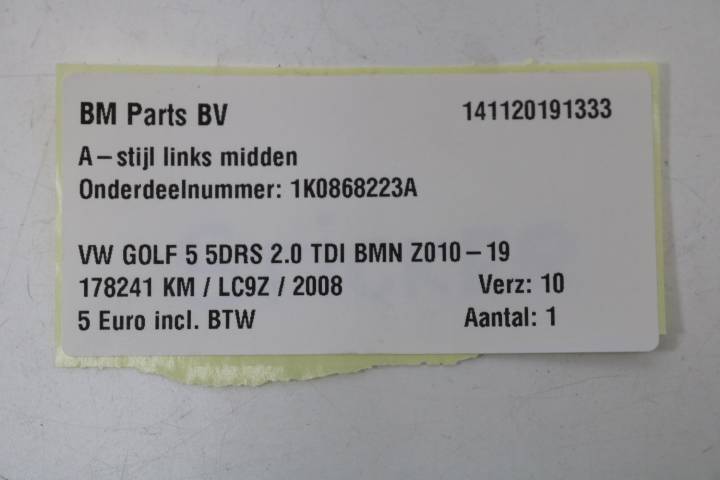 BM Parts BV 141120191333
A-stijl links midden
Onderdeelnummer: 1K0868223A
VW GOLF 5 5DRS 2.0 TDI BMN Z010-19
178241 KM / LC9Z / 2008 Verz: 10
5 Euro incl. BTW Aantal: 1